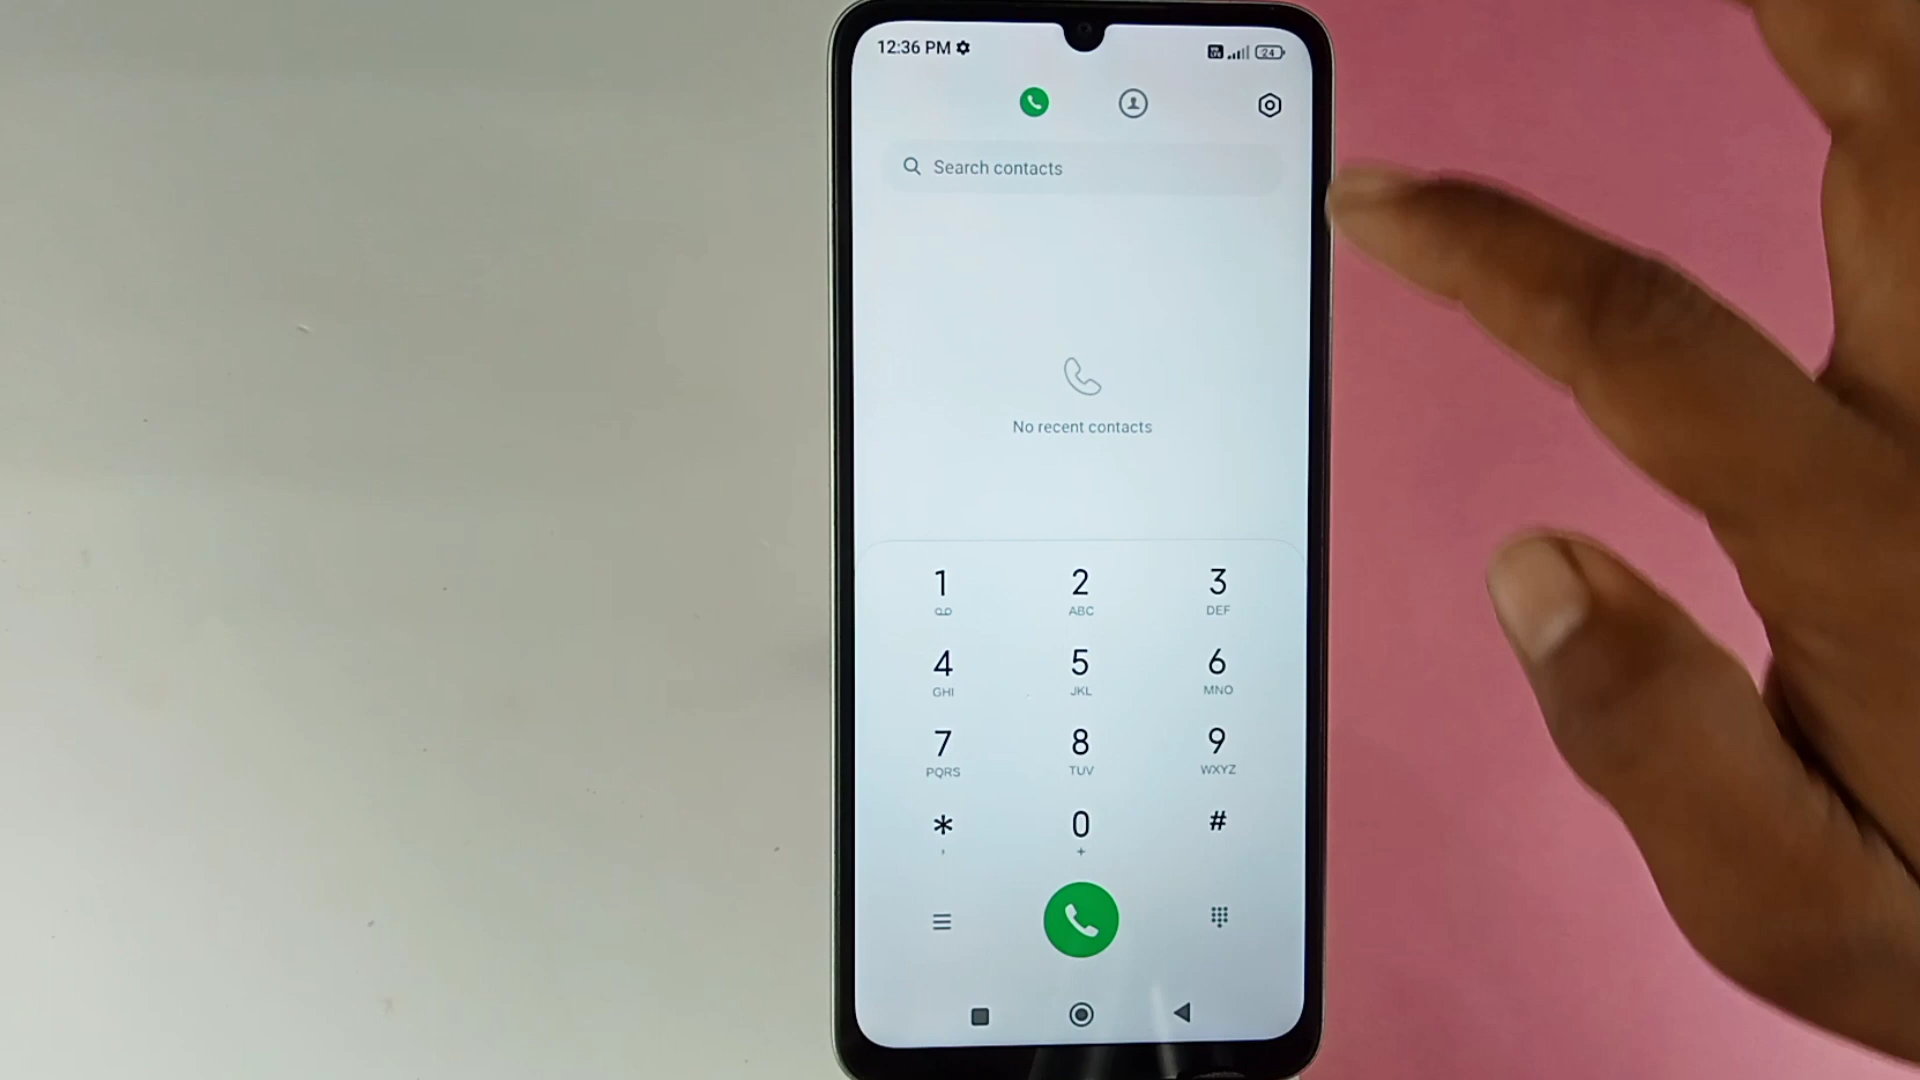 12:36 PM
24
Search contacts
No recent contacts
1 2 3
ABC DEF
4 5 6
GHI JKL MNO
7 8 9
PQRS TUV WXYZ
* 0 #
, +